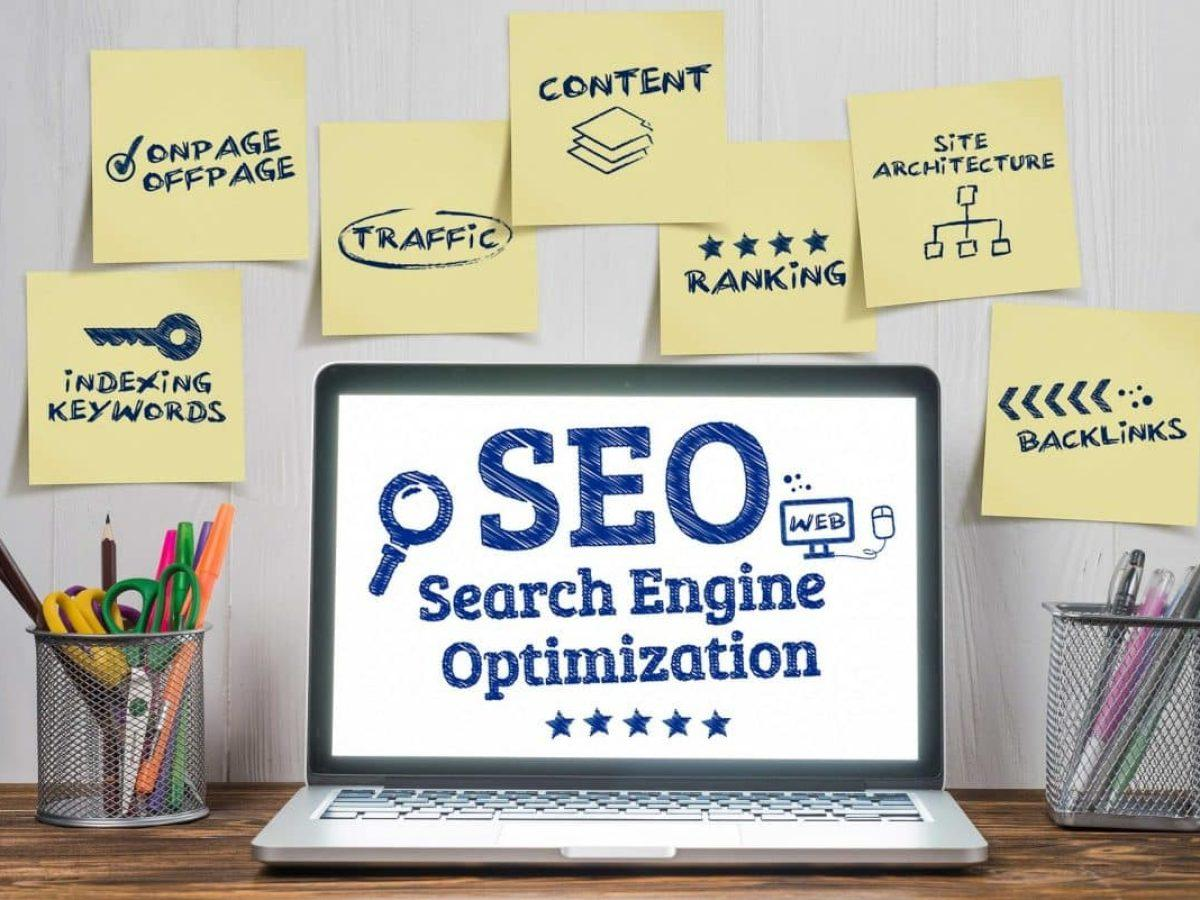 CONTENT
ONPAGE
OFFPAGE
TRAFFiC
RANKiNG
SiTE
ARCHiTECTURE
iNDEXiNG
KEYWORDS
BACKLiNKS
SEO
WEB
Search Engine
Optimization